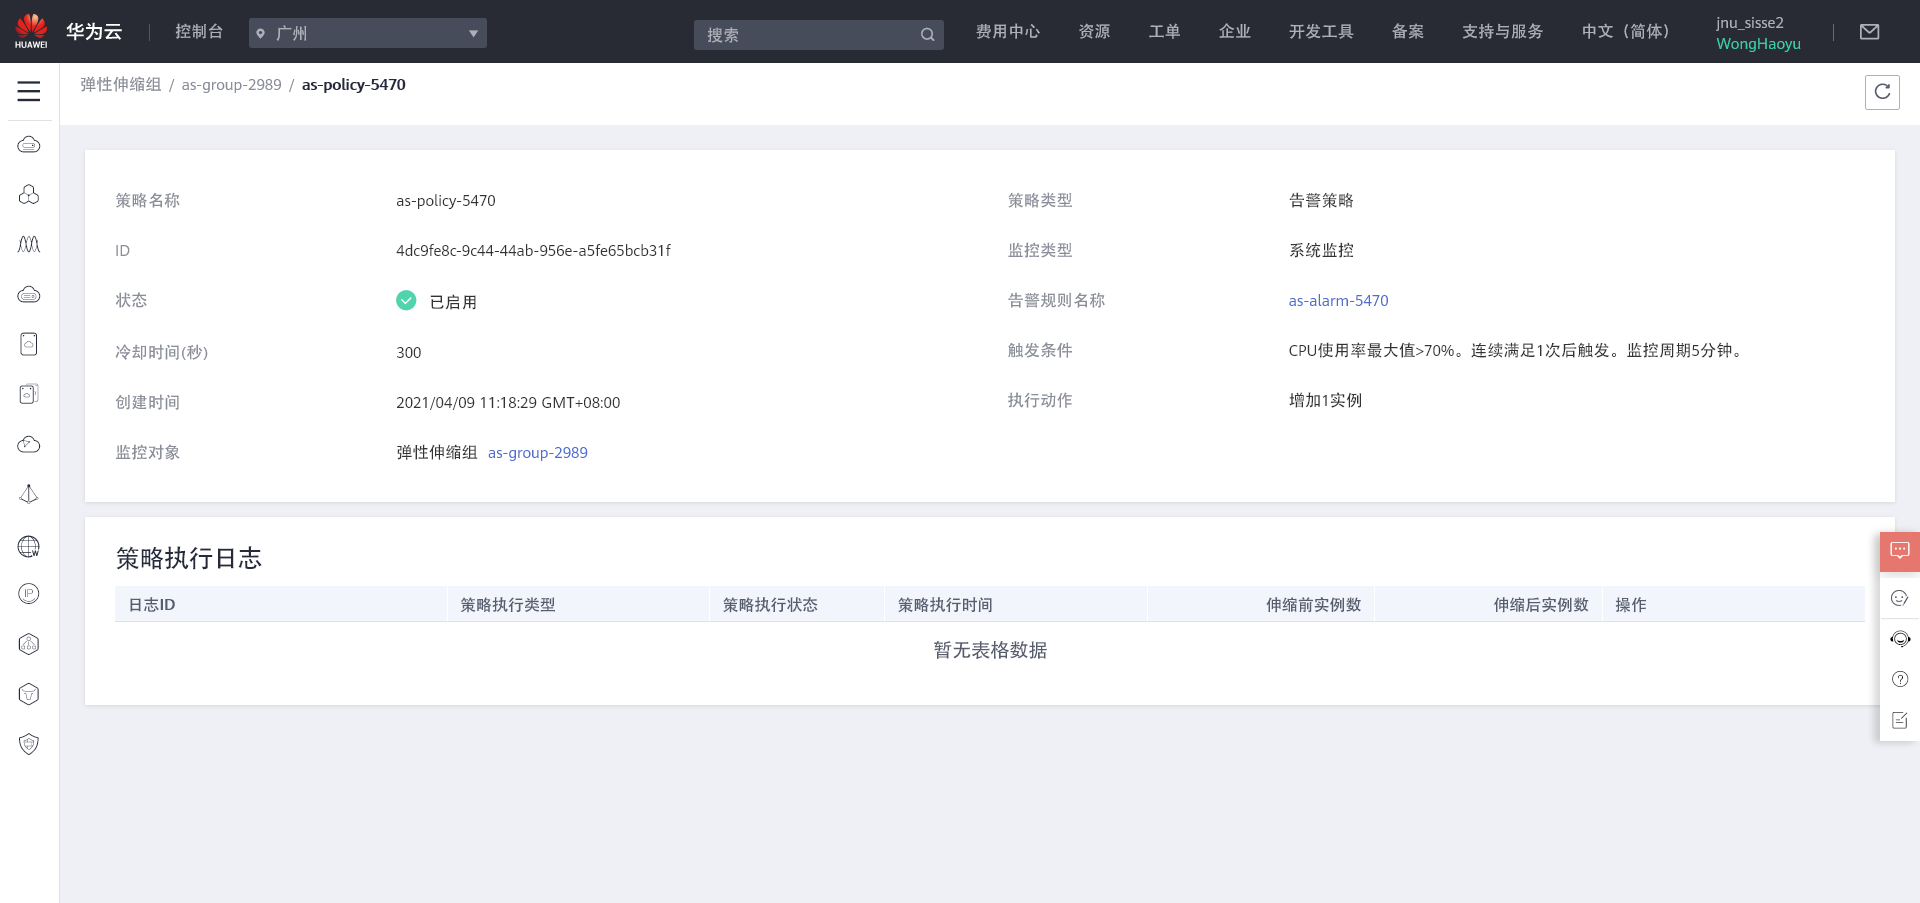 HUAWEI 华为云 控制台 广州 搜索 费用中心 资源 工单 企业 开发工具 备案 支持与服务 中文（简体） jnu_sisse2
WongHaoyu
弹性伸缩组 / as-group-2989 / as-policy-5470
策略名称 as-policy-5470 策略类型 告警策略
ID 4dc9fe8c-9c44-44ab-956e-a5fe65bcb31f 监控类型 系统监控
状态 已启用 告警规则名称 as-alarm-5470
冷却时间(秒) 300 触发条件 CPU使用率最大值>70%。连续满足1次后触发。监控周期5分钟。
创建时间 2021/04/09 11:18:29 GMT+08:00 执行动作 增加1实例
监控对象 弹性伸缩组 as-group-2989
策略执行日志
日志ID 策略执行类型 策略执行状态 策略执行时间 伸缩前实例数 伸缩后实例数 操作
暂无表格数据